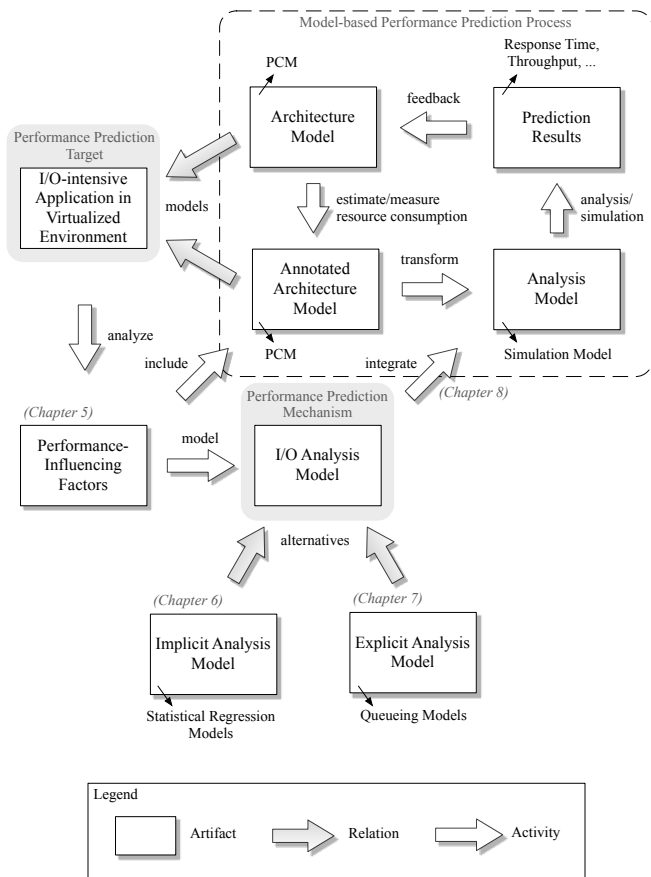 Model-based Performance Prediction Process
PCM
Response Time,
Throughput, ...
Architecture
Model
feedback
Prediction
Results
Performance Prediction
Target
I/O-intensive
Application in
Virtualized
Environment
models
estimate/measure
resource consumption
analysis/
simulation
Annotated
Architecture
Model
transform
Analysis
Model
PCM
Simulation Model
analyze
include
integrate
(Chapter 8)
(Chapter 5)
Performance-
Influencing
Factors
model
Performance Prediction
Mechanism
I/O Analysis
Model
alternatives
(Chapter 6)
Implicit Analysis
Model
Statistical Regression
Models
(Chapter 7)
Explicit Analysis
Model
Queueing Models
Legend
Artifact
Relation
Activity